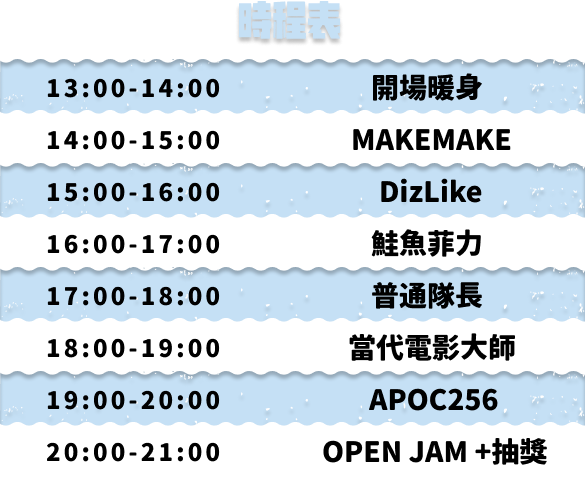 時程表
13:00-14:00 開場暖身
14:00-15:00 MAKEMAKE
15:00-16:00 DizLike
16:00-17:00 鮭魚菲力
17:00-18:00 普通隊長
18:00-19:00 當代電影大師
19:00-20:00 APOC256
20:00-21:00 OPEN JAM +抽獎